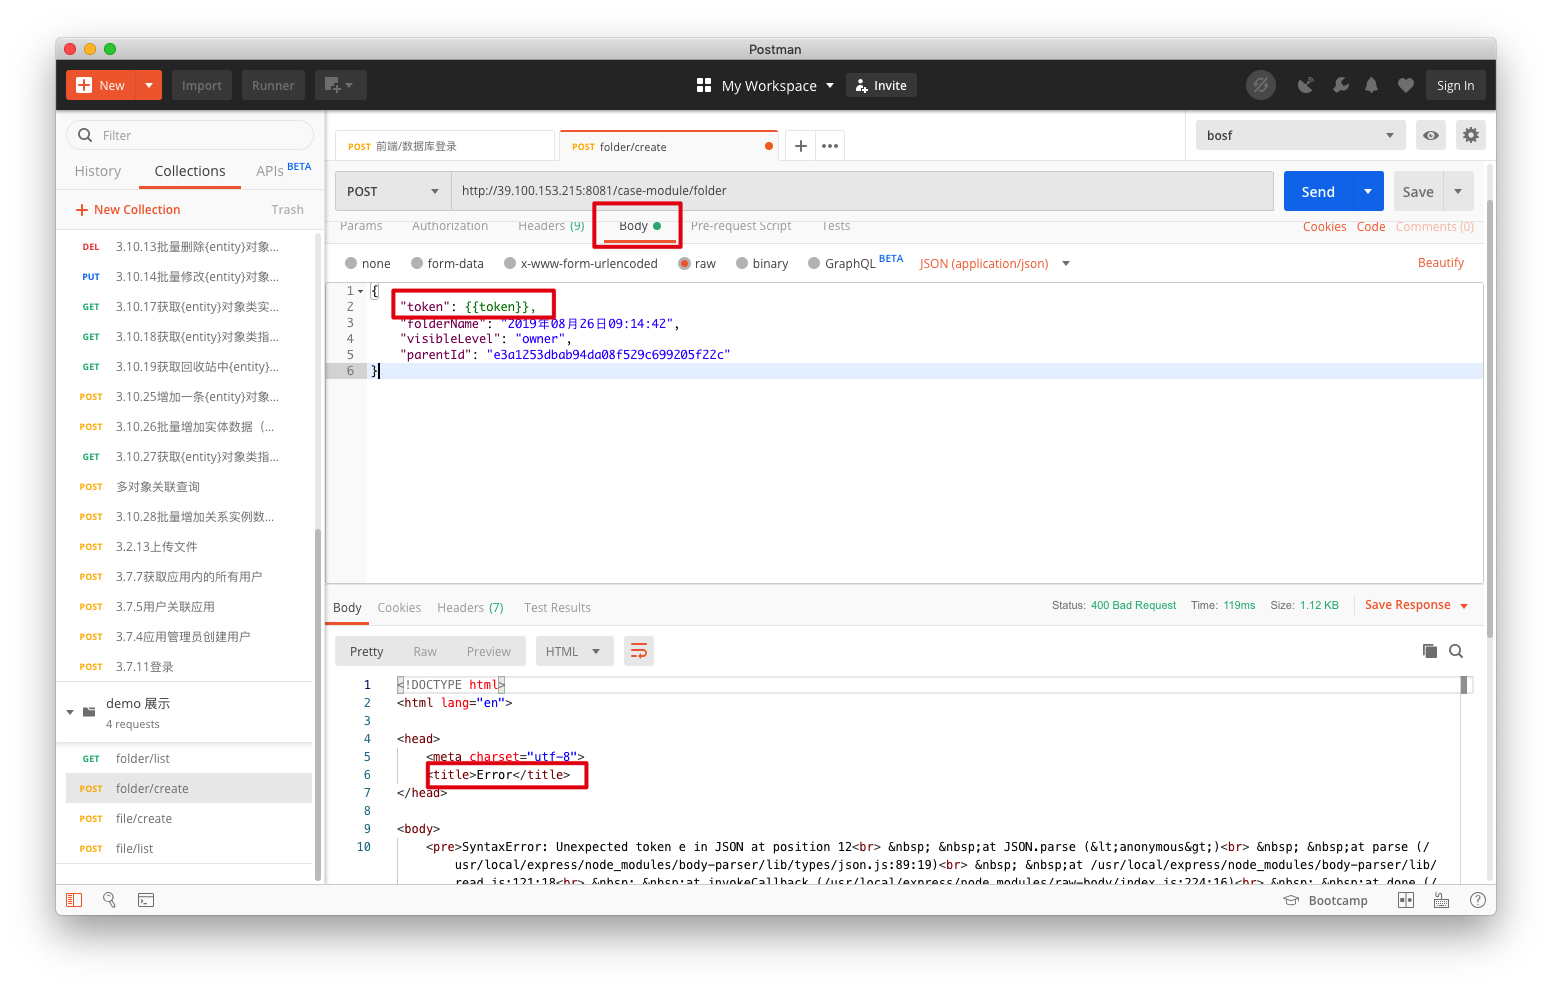 Postman
New
Import
Runner
My Workspace
Invite
Sign In
Filter
History
Collections
APIs BETA
New Collection
Trash
DEL 3.10.13批量删除{entity}对象...
PUT 3.10.14批量修改{entity}对象...
GET 3.10.17获取{entity}对象类实...
GET 3.10.18获取{entity}对象类指...
GET 3.10.19获取回收站中{entity}...
POST 3.10.25增加一条{entity}对象...
POST 3.10.26批量增加实体数据（...
GET 3.10.27获取{entity}对象类指...
POST 多对象关联查询
POST 3.10.28批量增加关系实例数...
POST 3.2.13上传文件
POST 3.7.7获取应用内的所有用户
POST 3.7.5用户关联应用
POST 3.7.4应用管理员创建用户
POST 3.7.11登录
demo 展示
4 requests
GET folder/list
POST folder/create
POST file/create
POST file/list
POST 前端/数据库登录
POST folder/create
bosf
POST
http://39.100.153.215:8081/case-module/folder
Send
Save
Params
Authorization
Headers (9)
Body
Pre-request Script
Tests
Cookies
Code
Comments (0)
none
form-data
x-www-form-urlencoded
raw
binary
GraphQL BETA
JSON (application/json)
Beautify
1 {
2 "token": {{token}},
3 "folderName": "2019年08月26日09:14:42",
4 "visibleLevel": "owner",
5 "parentId": "e3a1253dbab94da08f529c699205f22c"
6 }
Body
Cookies
Headers (7)
Test Results
Status: 400 Bad Request
Time: 119ms
Size: 1.12 KB
Save Response
Pretty
Raw
Preview
HTML
1 <!DOCTYPE html>
2 <html lang="en">
3
4 <head>
5 <meta charset="utf-8">
6 <title>Error</title>
7 </head>
8
9 <body>
10 <pre>SyntaxError: Unexpected token e in JSON at position 12<br> &nbsp; &nbsp;at JSON.parse (&lt;anonymous&gt;)<br> &nbsp; &nbsp;at parse (/
usr/local/express/node_modules/body-parser/lib/types/json.js:89:19)<br> &nbsp; &nbsp;at /usr/local/express/node_modules/body-parser/lib/
read.js:121:18<br> &nbsp; &nbsp;at invokeCallback (/usr/local/express/node_modules/raw-body/index.js:224:16)<br> &nbsp; &nbsp;at done (/
Bootcamp